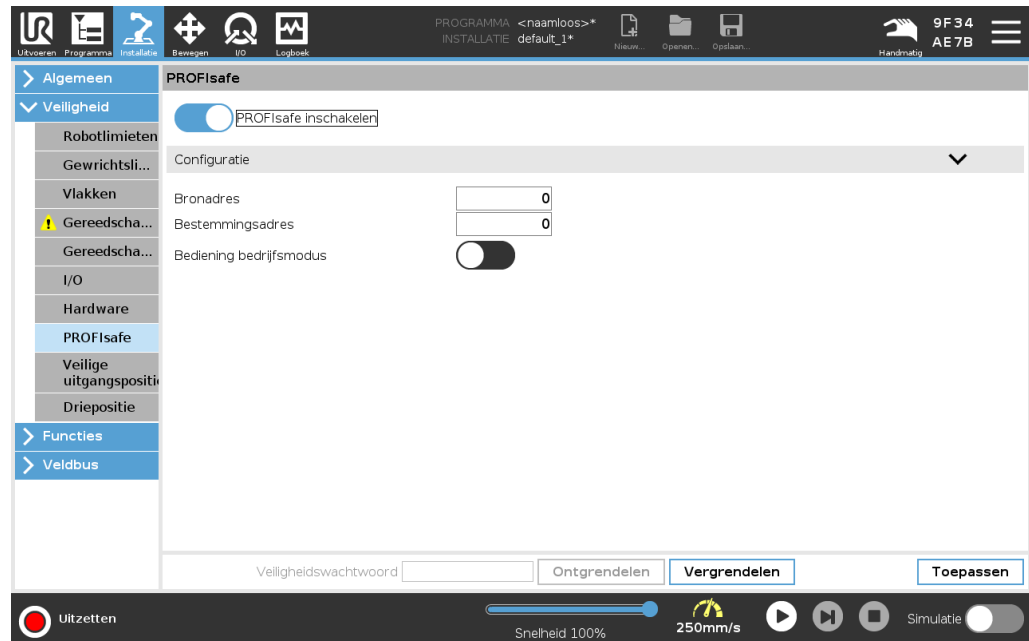 UR
Uitvoeren Programma Installatie Bewegen I/O Logboek
PROGRAMMA <naamloos>*
INSTALLATIE default_1*
Nieuw... Openen... Opslaan...
Handmatig
9F34
AE7B
Algemeen
Veiligheid
Robotlimieten
Gewrichtsli...
Vlakken
Gereedscha...
Gereedscha...
I/O
Hardware
PROFIsafe
Veilige
uitgangspositi
Driepositie
Functies
Veldbus
PROFIsafe
PROFIsafe inschakelen
Configuratie
Bronadres 0
Bestemmingsadres 0
Bediening bedrijfsmodus
Veiligheidswachtwoord Ontgrendelen Vergrendelen Toepassen
Uitzetten
Snelheid 100%
250mm/s
Simulatie